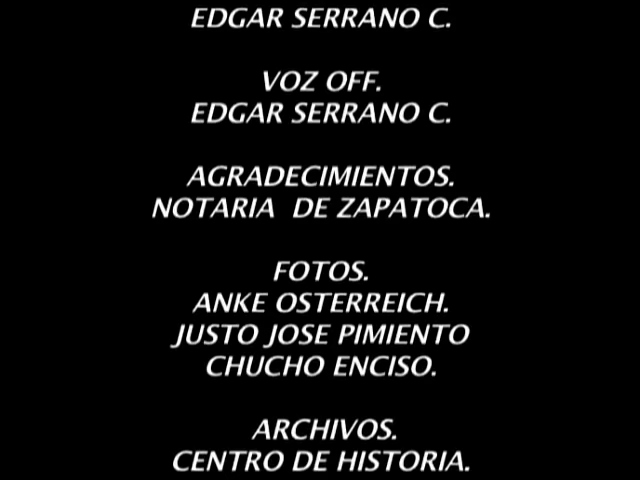 EDGAR SERRANO C.
VOZ OFF.
EDGAR SERRANO C.
AGRADECIMIENTOS.
NOTARIA  DE ZAPATOCA.
FOTOS.
ANKE OSTERREICH.
JUSTO JOSE PIMIENTO
CHUCHO ENCISO.
ARCHIVOS.
CENTRO DE HISTORIA.